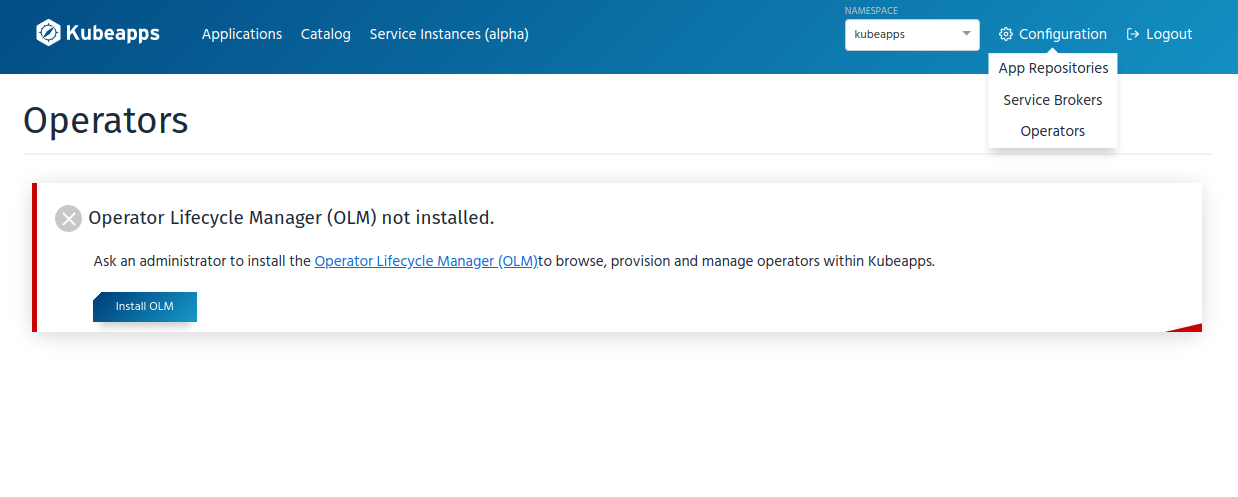 NAMESPACE
Kubeapps Applications Catalog Service Instances (alpha) kubeapps Configuration Logout
App Repositories
Service Brokers
Operators
Operators
Operator Lifecycle Manager (OLM) not installed.
Ask an administrator to install the Operator Lifecycle Manager (OLM)to browse, provision and manage operators within Kubeapps.
Install OLM